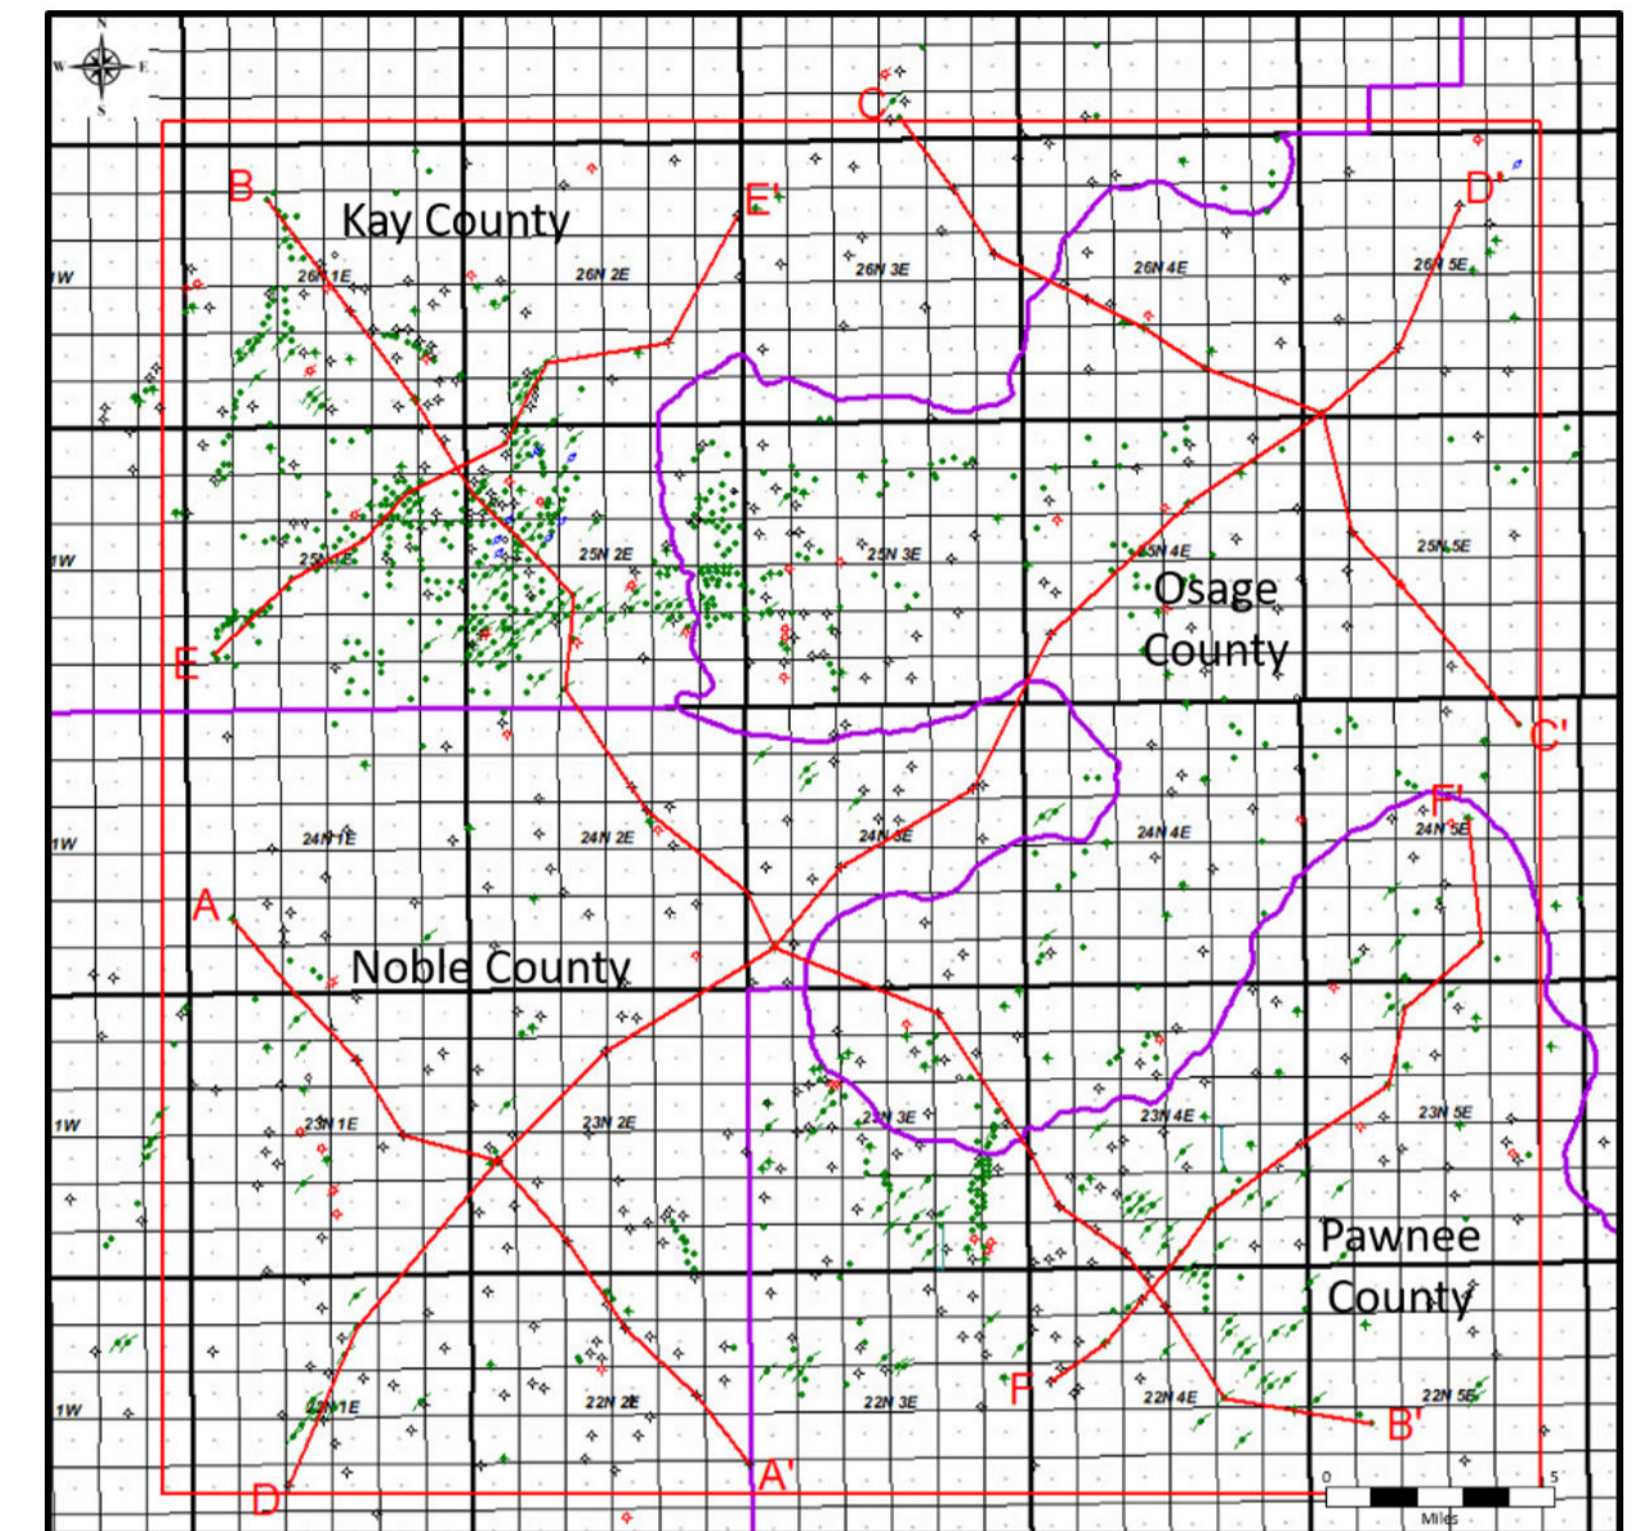 N
W E
S
C
B
E'
D'
Kay County
1W
26N 1E
26N 2E
26N 3E
26N 4E
26N 5E
1W
25N 1E
25N 2E
25N 3E
25N 4E
25N 5E
Osage
County
E
C'
F'
1W
24N 1E
24N 2E
24N 3E
24N 4E
24N 5E
A
Noble County
1W
23N 1E
23N 2E
23N 3E
23N 4E
23N 5E
Pawnee
County
F
1W
22N 1E
22N 2E
22N 3E
22N 4E
22N 5E
B'
A'
D
0 5
Miles